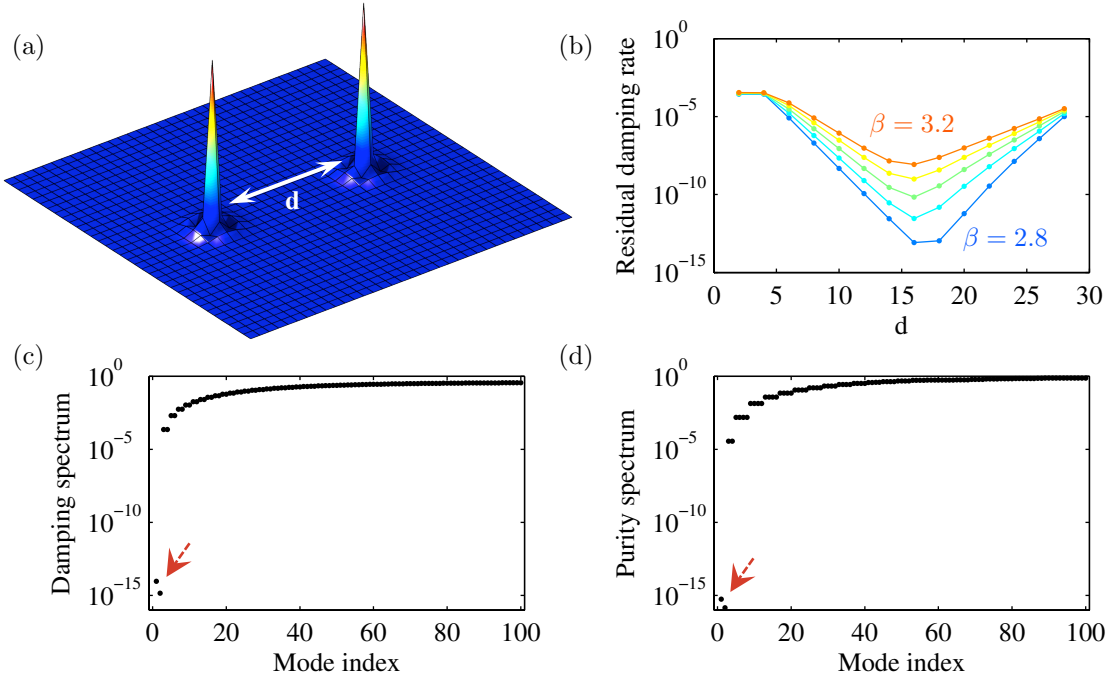 (a)
d
(b)
Residual damping rate
10^0
10^−5
10^−10
10^−15
β = 3.2
β = 2.8
0 5 10 15 20 25 30
d
(c)
Damping spectrum
10^0
10^−5
10^−10
10^−15
0 20 40 60 80 100
Mode index
(d)
Purity spectrum
10^0
10^−5
10^−10
10^−15
0 20 40 60 80 100
Mode index